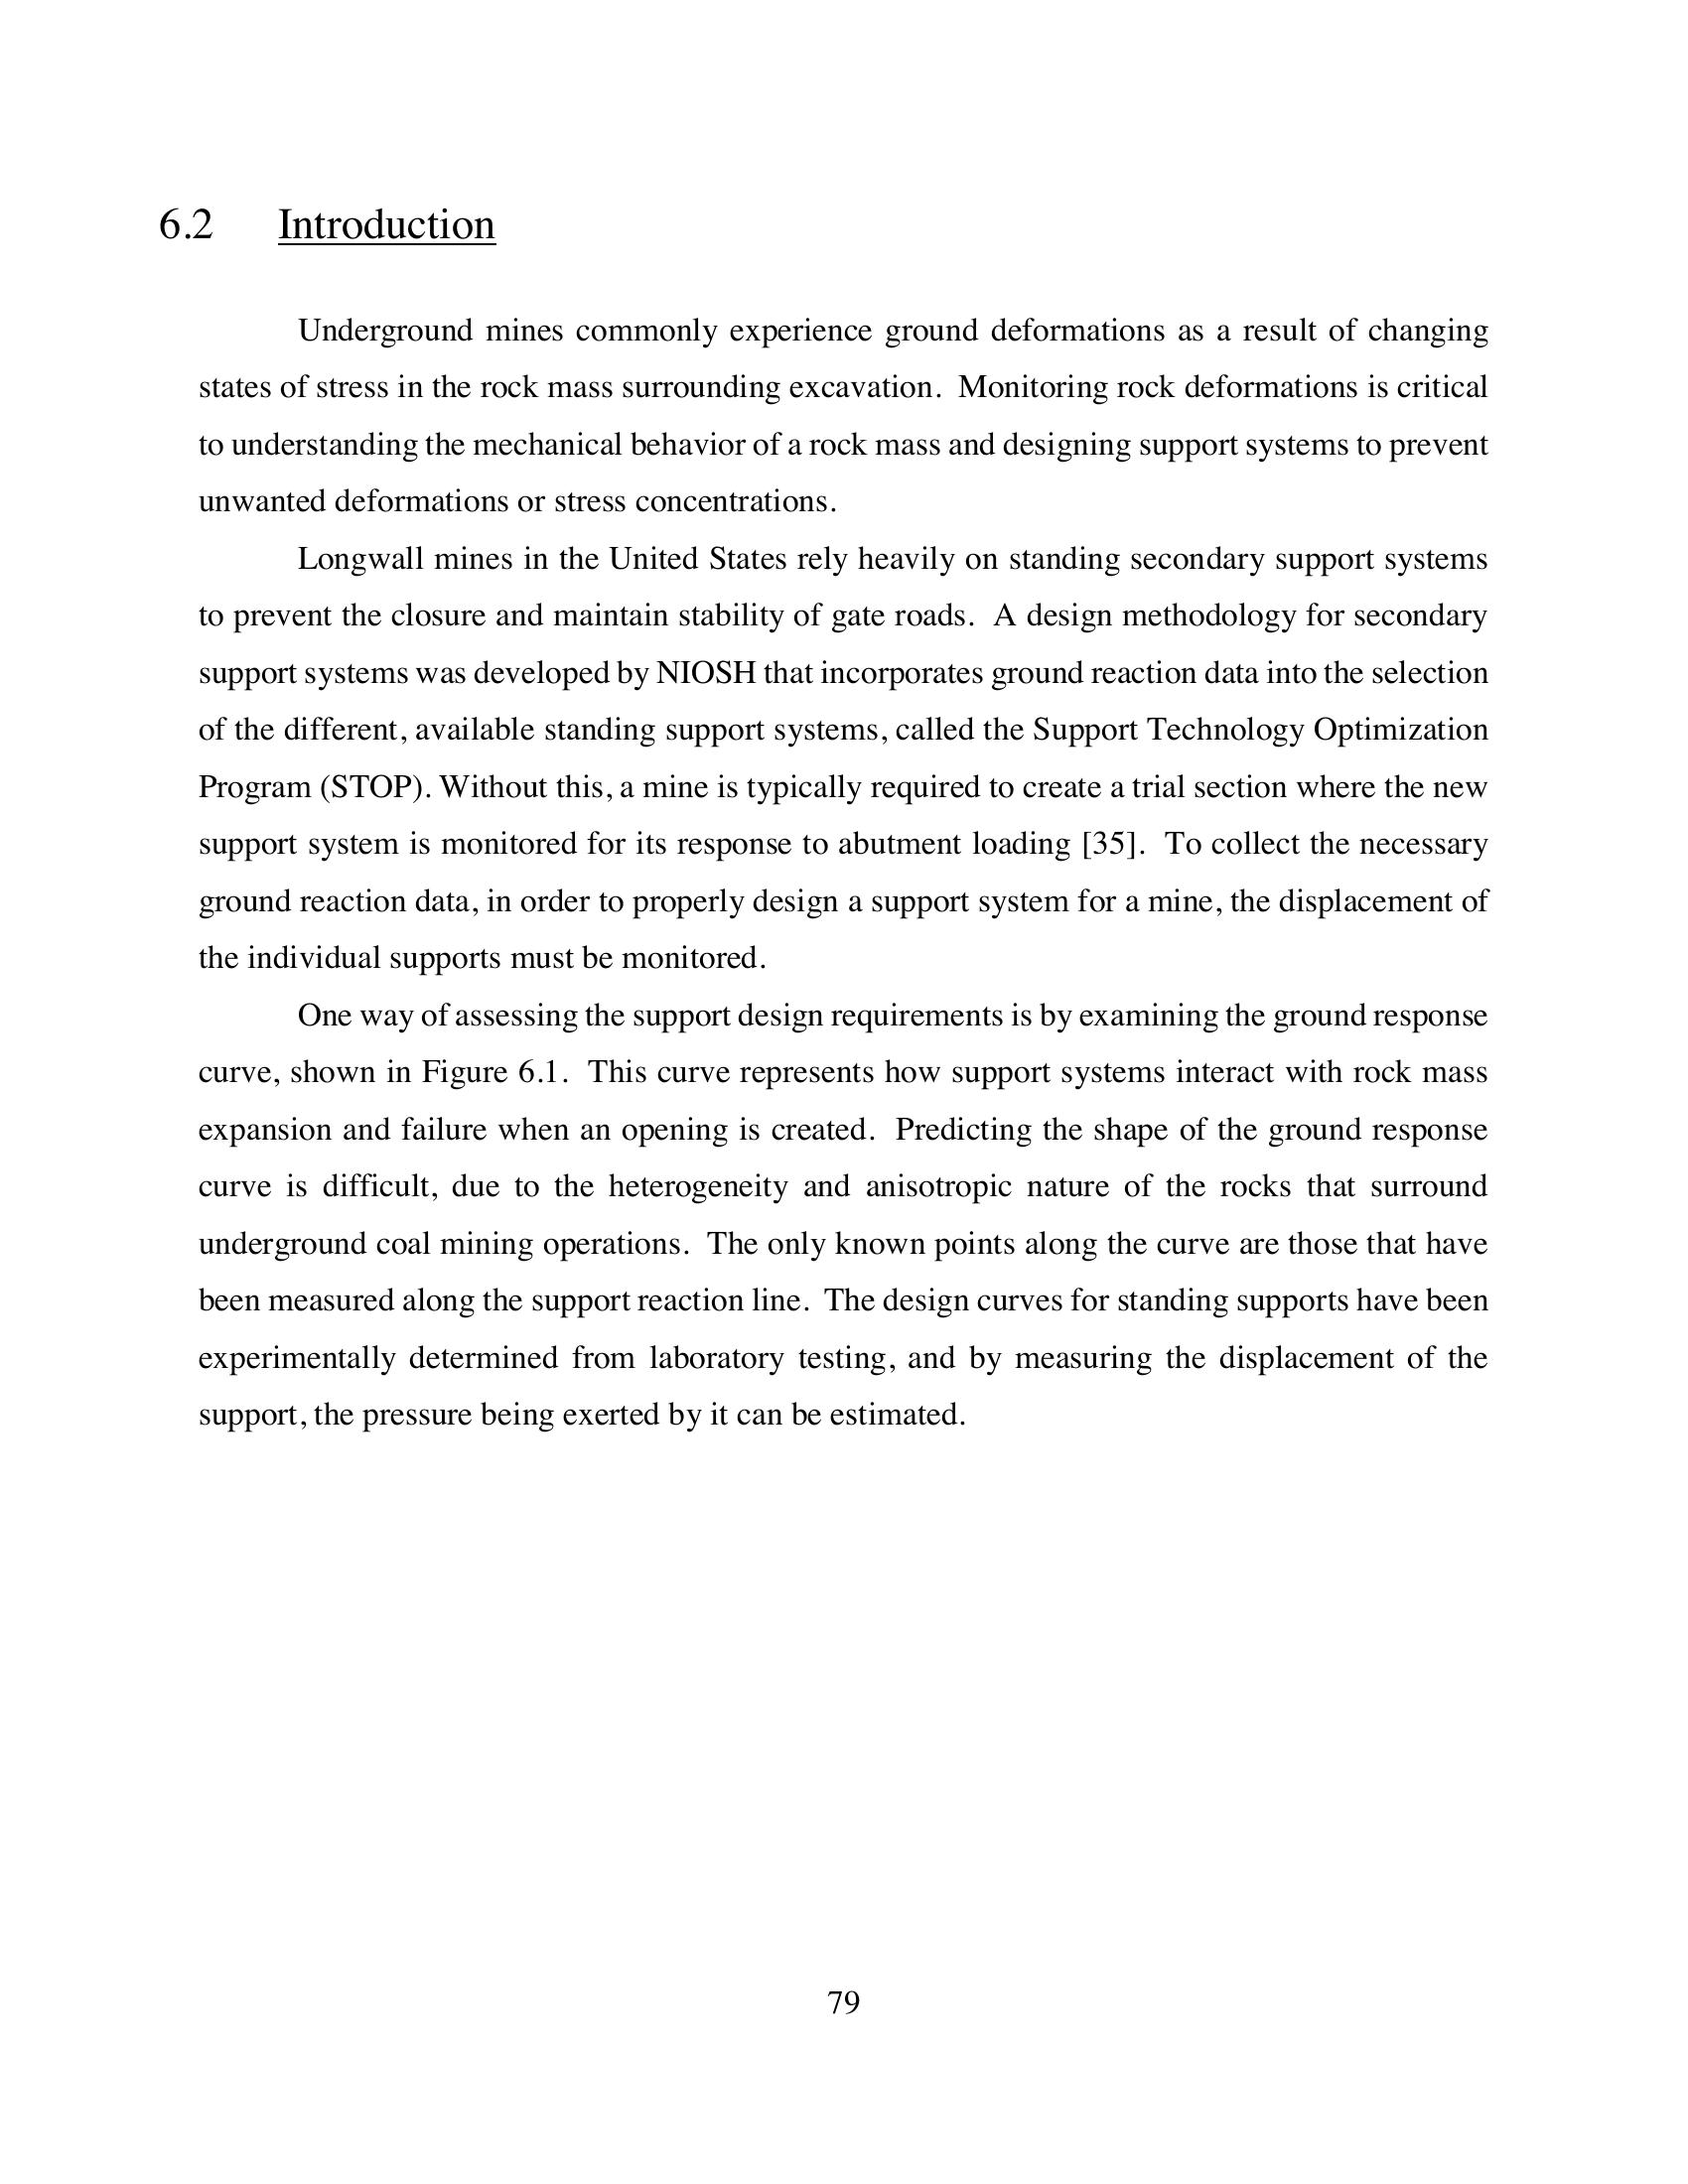 6.2 Introduction
Underground mines commonly experience ground deformations as a result of changing
states of stress in the rock mass surrounding excavation. Monitoring rock deformations is critical
to understanding the mechanical behavior of a rock mass and designing support systems to prevent
unwanted deformations or stress concentrations.
Longwall mines in the United States rely heavily on standing secondary support systems
to prevent the closure and maintain stability of gate roads. A design methodology for secondary
support systems was developed by NIOSH that incorporates ground reaction data into the selection
of the different, available standing support systems, called the Support Technology Optimization
Program (STOP). Without this, a mine is typically required to create a trial section where the new
support system is monitored for its response to abutment loading [35]. To collect the necessary
ground reaction data, in order to properly design a support system for a mine, the displacement of
the individual supports must be monitored.
One way of assessing the support design requirements is by examining the ground response
curve, shown in Figure 6.1. This curve represents how support systems interact with rock mass
expansion and failure when an opening is created. Predicting the shape of the ground response
curve is difficult, due to the heterogeneity and anisotropic nature of the rocks that surround
underground coal mining operations. The only known points along the curve are those that have
been measured along the support reaction line. The design curves for standing supports have been
experimentally determined from laboratory testing, and by measuring the displacement of the
support, the pressure being exerted by it can be estimated.
79